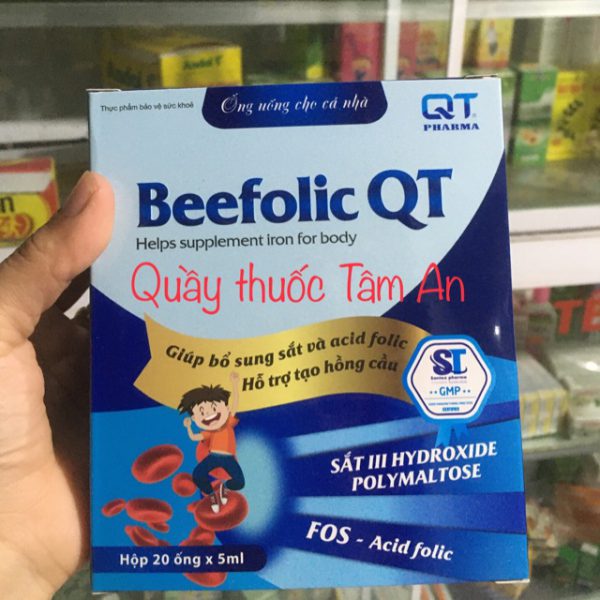 Thực phẩm bảo vệ sức khoẻ
Ống uống cho cả nhà
QT
PHARMA
Beefolic QT
Helps supplement iron for body
Quầy thuốc Tâm An
Giúp bổ sung sắt và acid folic
Hỗ trợ tạo hồng cầu
GMP
SẮT III HYDROXIDE
POLYMALTOSE
FOS - Acid folic
Hộp 20 ống x 5ml